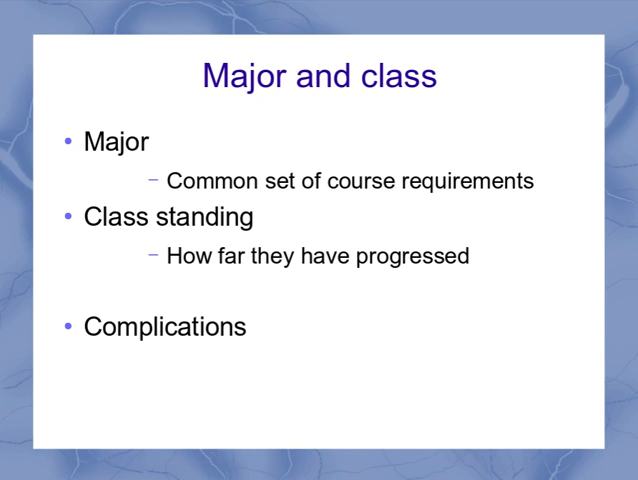 Major and class
• Major
– Common set of course requirements
• Class standing
– How far they have progressed
• Complications